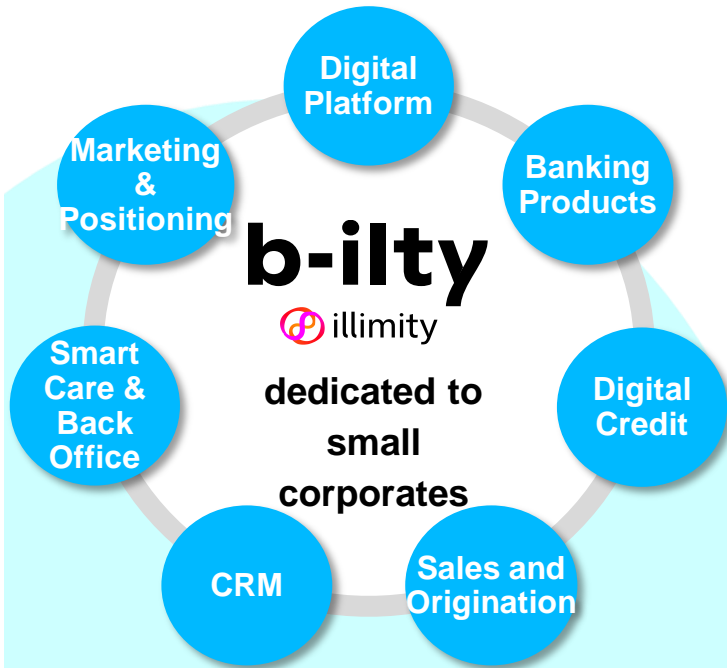 Digital
Platform
Banking
Products
Digital
Credit
Sales and
Origination
CRM
Smart
Care &
Back
Office
Marketing
&
Positioning
b-ilty
illimity
dedicated to
small
corporates